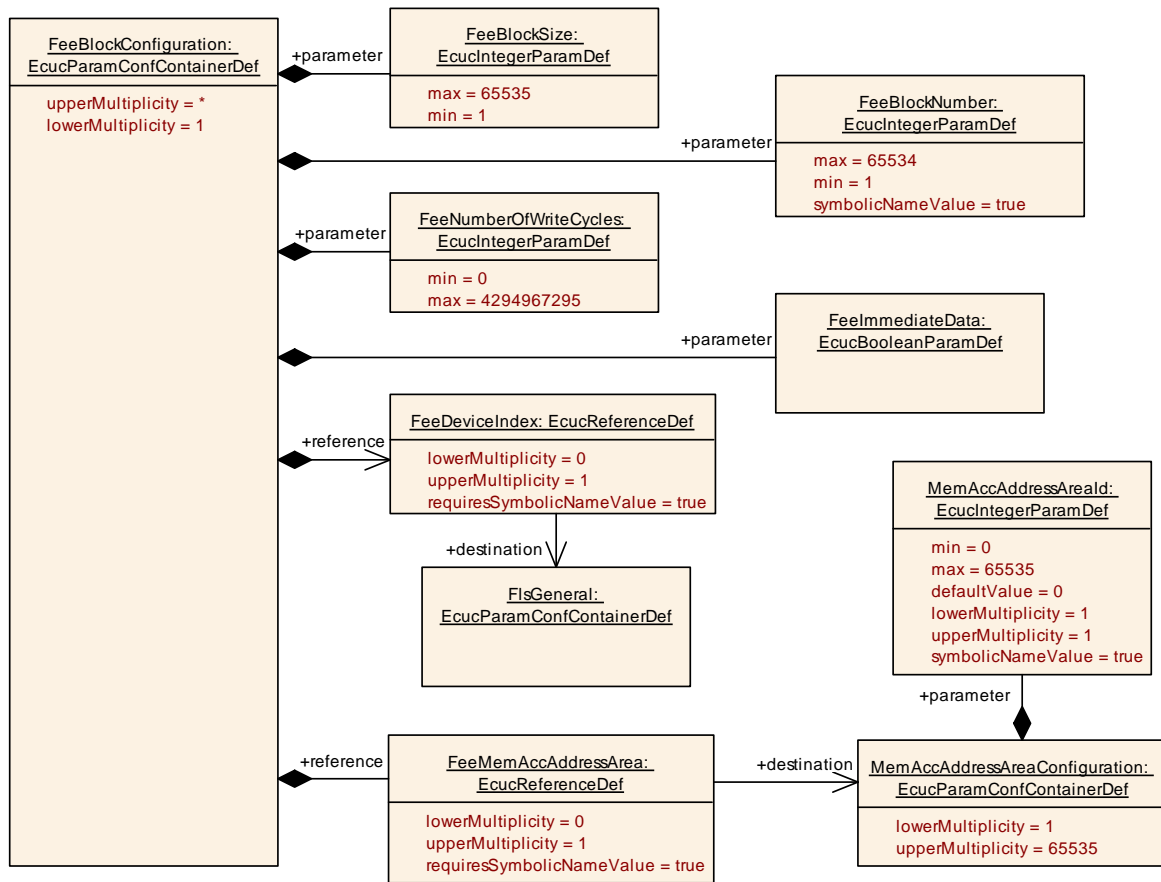 FeeBlockConfiguration:
EcucParamConfContainerDef
upperMultiplicity = *
lowerMultiplicity = 1
+parameter
FeeBlockSize:
EcucIntegerParamDef
max = 65535
min = 1
+parameter
FeeBlockNumber:
EcucIntegerParamDef
max = 65534
min = 1
symbolicNameValue = true
+parameter
FeeNumberOfWriteCycles:
EcucIntegerParamDef
min = 0
max = 4294967295
+parameter
FeeImmediateData:
EcucBooleanParamDef
+reference
FeeDeviceIndex: EcucReferenceDef
lowerMultiplicity = 0
upperMultiplicity = 1
requiresSymbolicNameValue = true
+destination
FlsGeneral:
EcucParamConfContainerDef
MemAccAddressAreaId:
EcucIntegerParamDef
min = 0
max = 65535
defaultValue = 0
lowerMultiplicity = 1
upperMultiplicity = 1
symbolicNameValue = true
+parameter
+reference
FeeMemAccAddressArea:
EcucReferenceDef
lowerMultiplicity = 0
upperMultiplicity = 1
requiresSymbolicNameValue = true
+destination
MemAccAddressAreaConfiguration:
EcucParamConfContainerDef
lowerMultiplicity = 1
upperMultiplicity = 65535